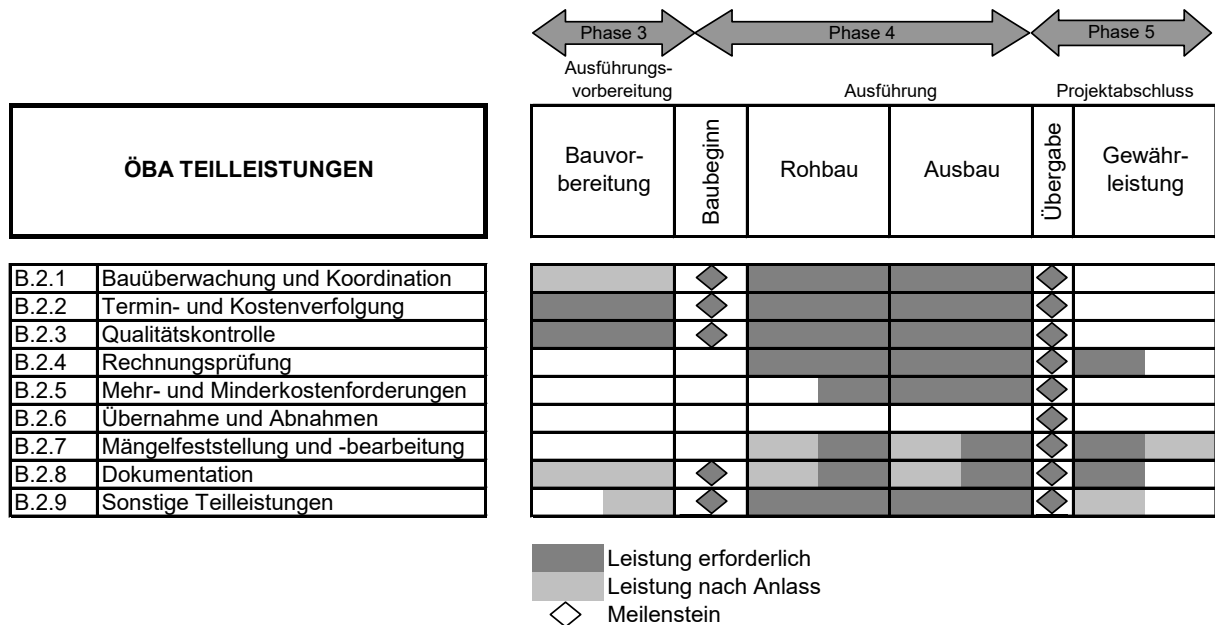 Phase 3 Phase 4 Phase 5
Ausführungs-
vorbereitung Ausführung Projektabschluss
ÖBA TEILLEISTUNGEN
Bauvor-
bereitung
Baubeginn
Rohbau
Ausbau
Übergabe
Gewähr-
leistung
B.2.1 Bauüberwachung und Koordination
B.2.2 Termin- und Kostenverfolgung
B.2.3 Qualitätskontrolle
B.2.4 Rechnungsprüfung
B.2.5 Mehr- und Minderkostenforderungen
B.2.6 Übernahme und Abnahmen
B.2.7 Mängelfeststellung und -bearbeitung
B.2.8 Dokumentation
B.2.9 Sonstige Teilleistungen
Leistung erforderlich
Leistung nach Anlass
Meilenstein